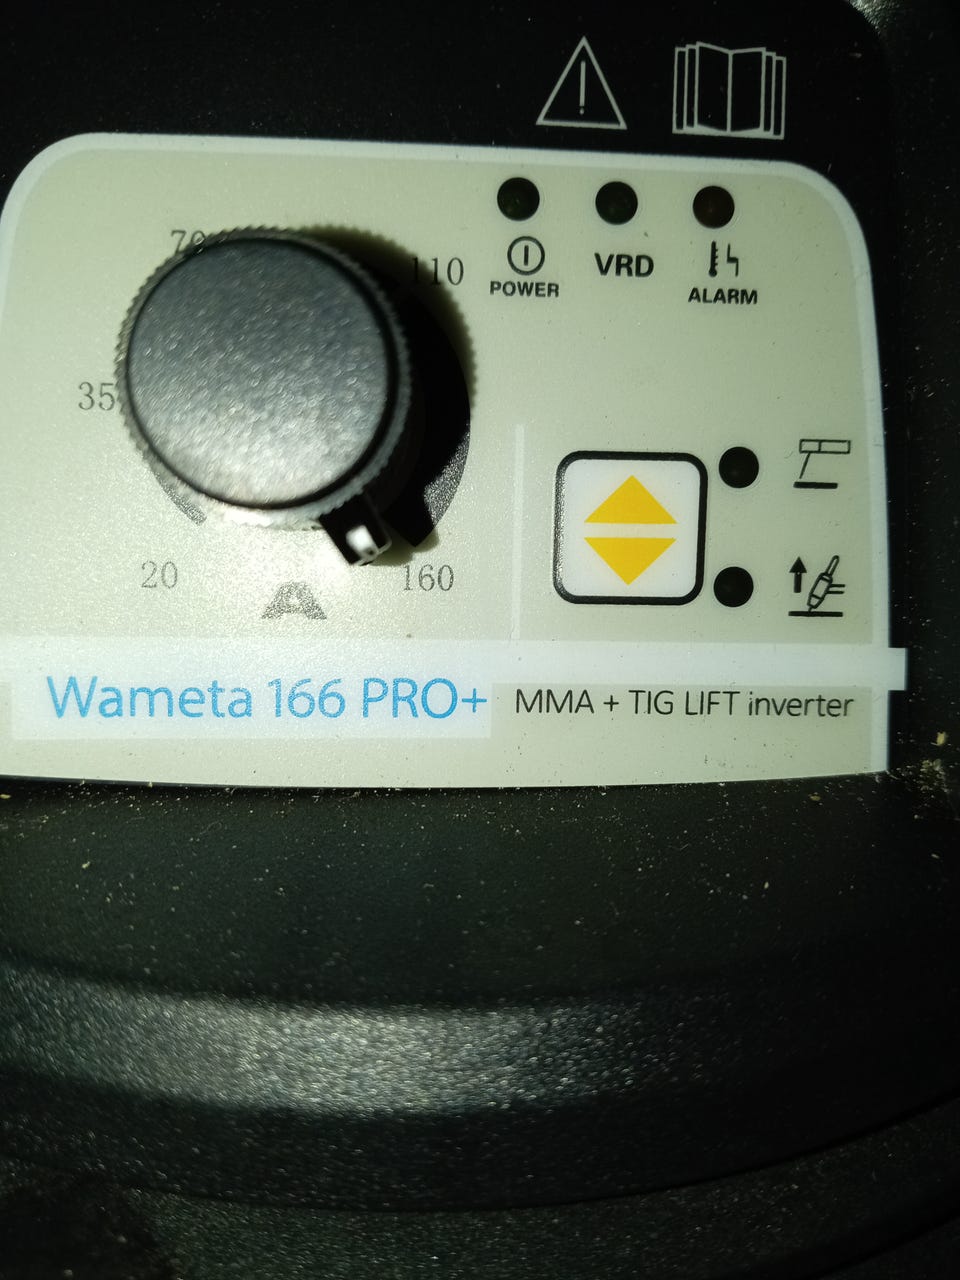 70
110
35
20
160
A
POWER
VRD
ALARM
Wameta 166 PRO+ MMA + TIG LIFT inverter